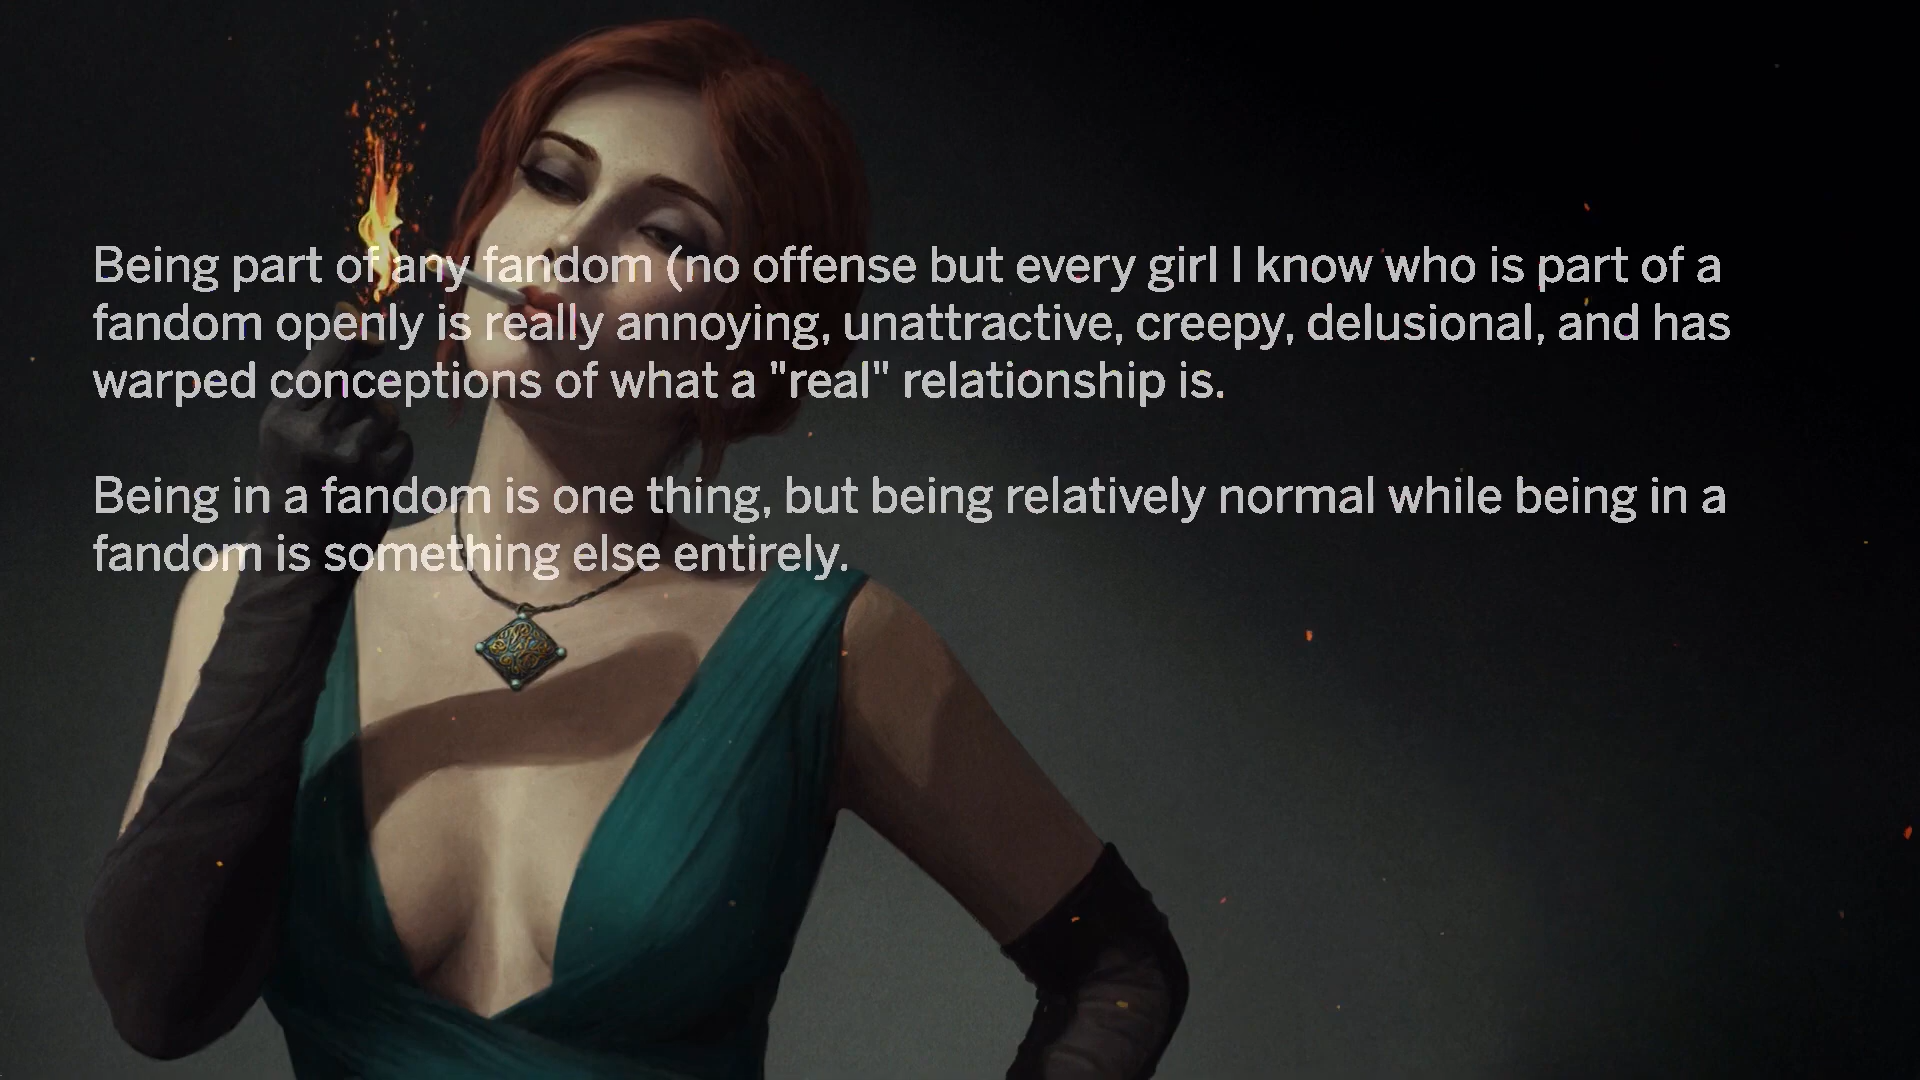 Being part of any fandom (no offense but every girl I know who is part of a
fandom openly is really annoying, unattractive, creepy, delusional, and has
warped conceptions of what a "real" relationship is.
Being in a fandom is one thing, but being relatively normal while being in a
fandom is something else entirely.